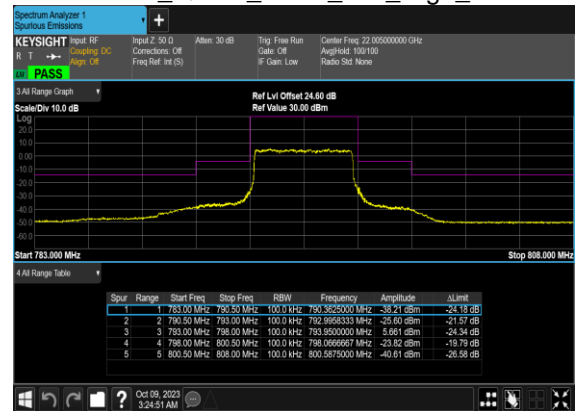 Spectrum Analyzer 1
Spurious Emissions
+
KEYSIGHT Input: RF Input Z: 50 Ω Atten: 30 dB Trig: Free Run Center Freq: 22.005000000 GHz
R T Coupling: DC Corrections: Off Gate: Off Avg|Hold: 100/100
Align: Off Freq Ref: Int (S) IF Gain: Low Radio Std: None
PASS
3 All Range Graph
Ref Lvl Offset 24.60 dB
Scale/Div 10.0 dB Ref Value 30.00 dBm
Log
20.0
10.0
0.00
-10.0
-20.0
-30.0
-40.0
-50.0
-60.0
Start 783.000 MHz Stop 808.000 MHz
4 All Range Table
Spur Range Start Freq Stop Freq RBW Frequency Amplitude ΔLimit
1 1 783.00 MHz 790.50 MHz 100.0 kHz 790.3625000 MHz -38.21 dBm -24.18 dB
2 2 790.50 MHz 793.00 MHz 100.0 kHz 792.9958333 MHz -25.60 dBm -21.57 dB
3 3 793.00 MHz 798.00 MHz 100.0 kHz 793.9500000 MHz 5.661 dBm -24.34 dB
4 4 798.00 MHz 800.50 MHz 100.0 kHz 798.0666667 MHz -23.82 dBm -19.79 dB
5 5 800.50 MHz 808.00 MHz 100.0 kHz 800.5875000 MHz -40.61 dBm -26.58 dB
? Oct 09, 2023
3:24:51 AM